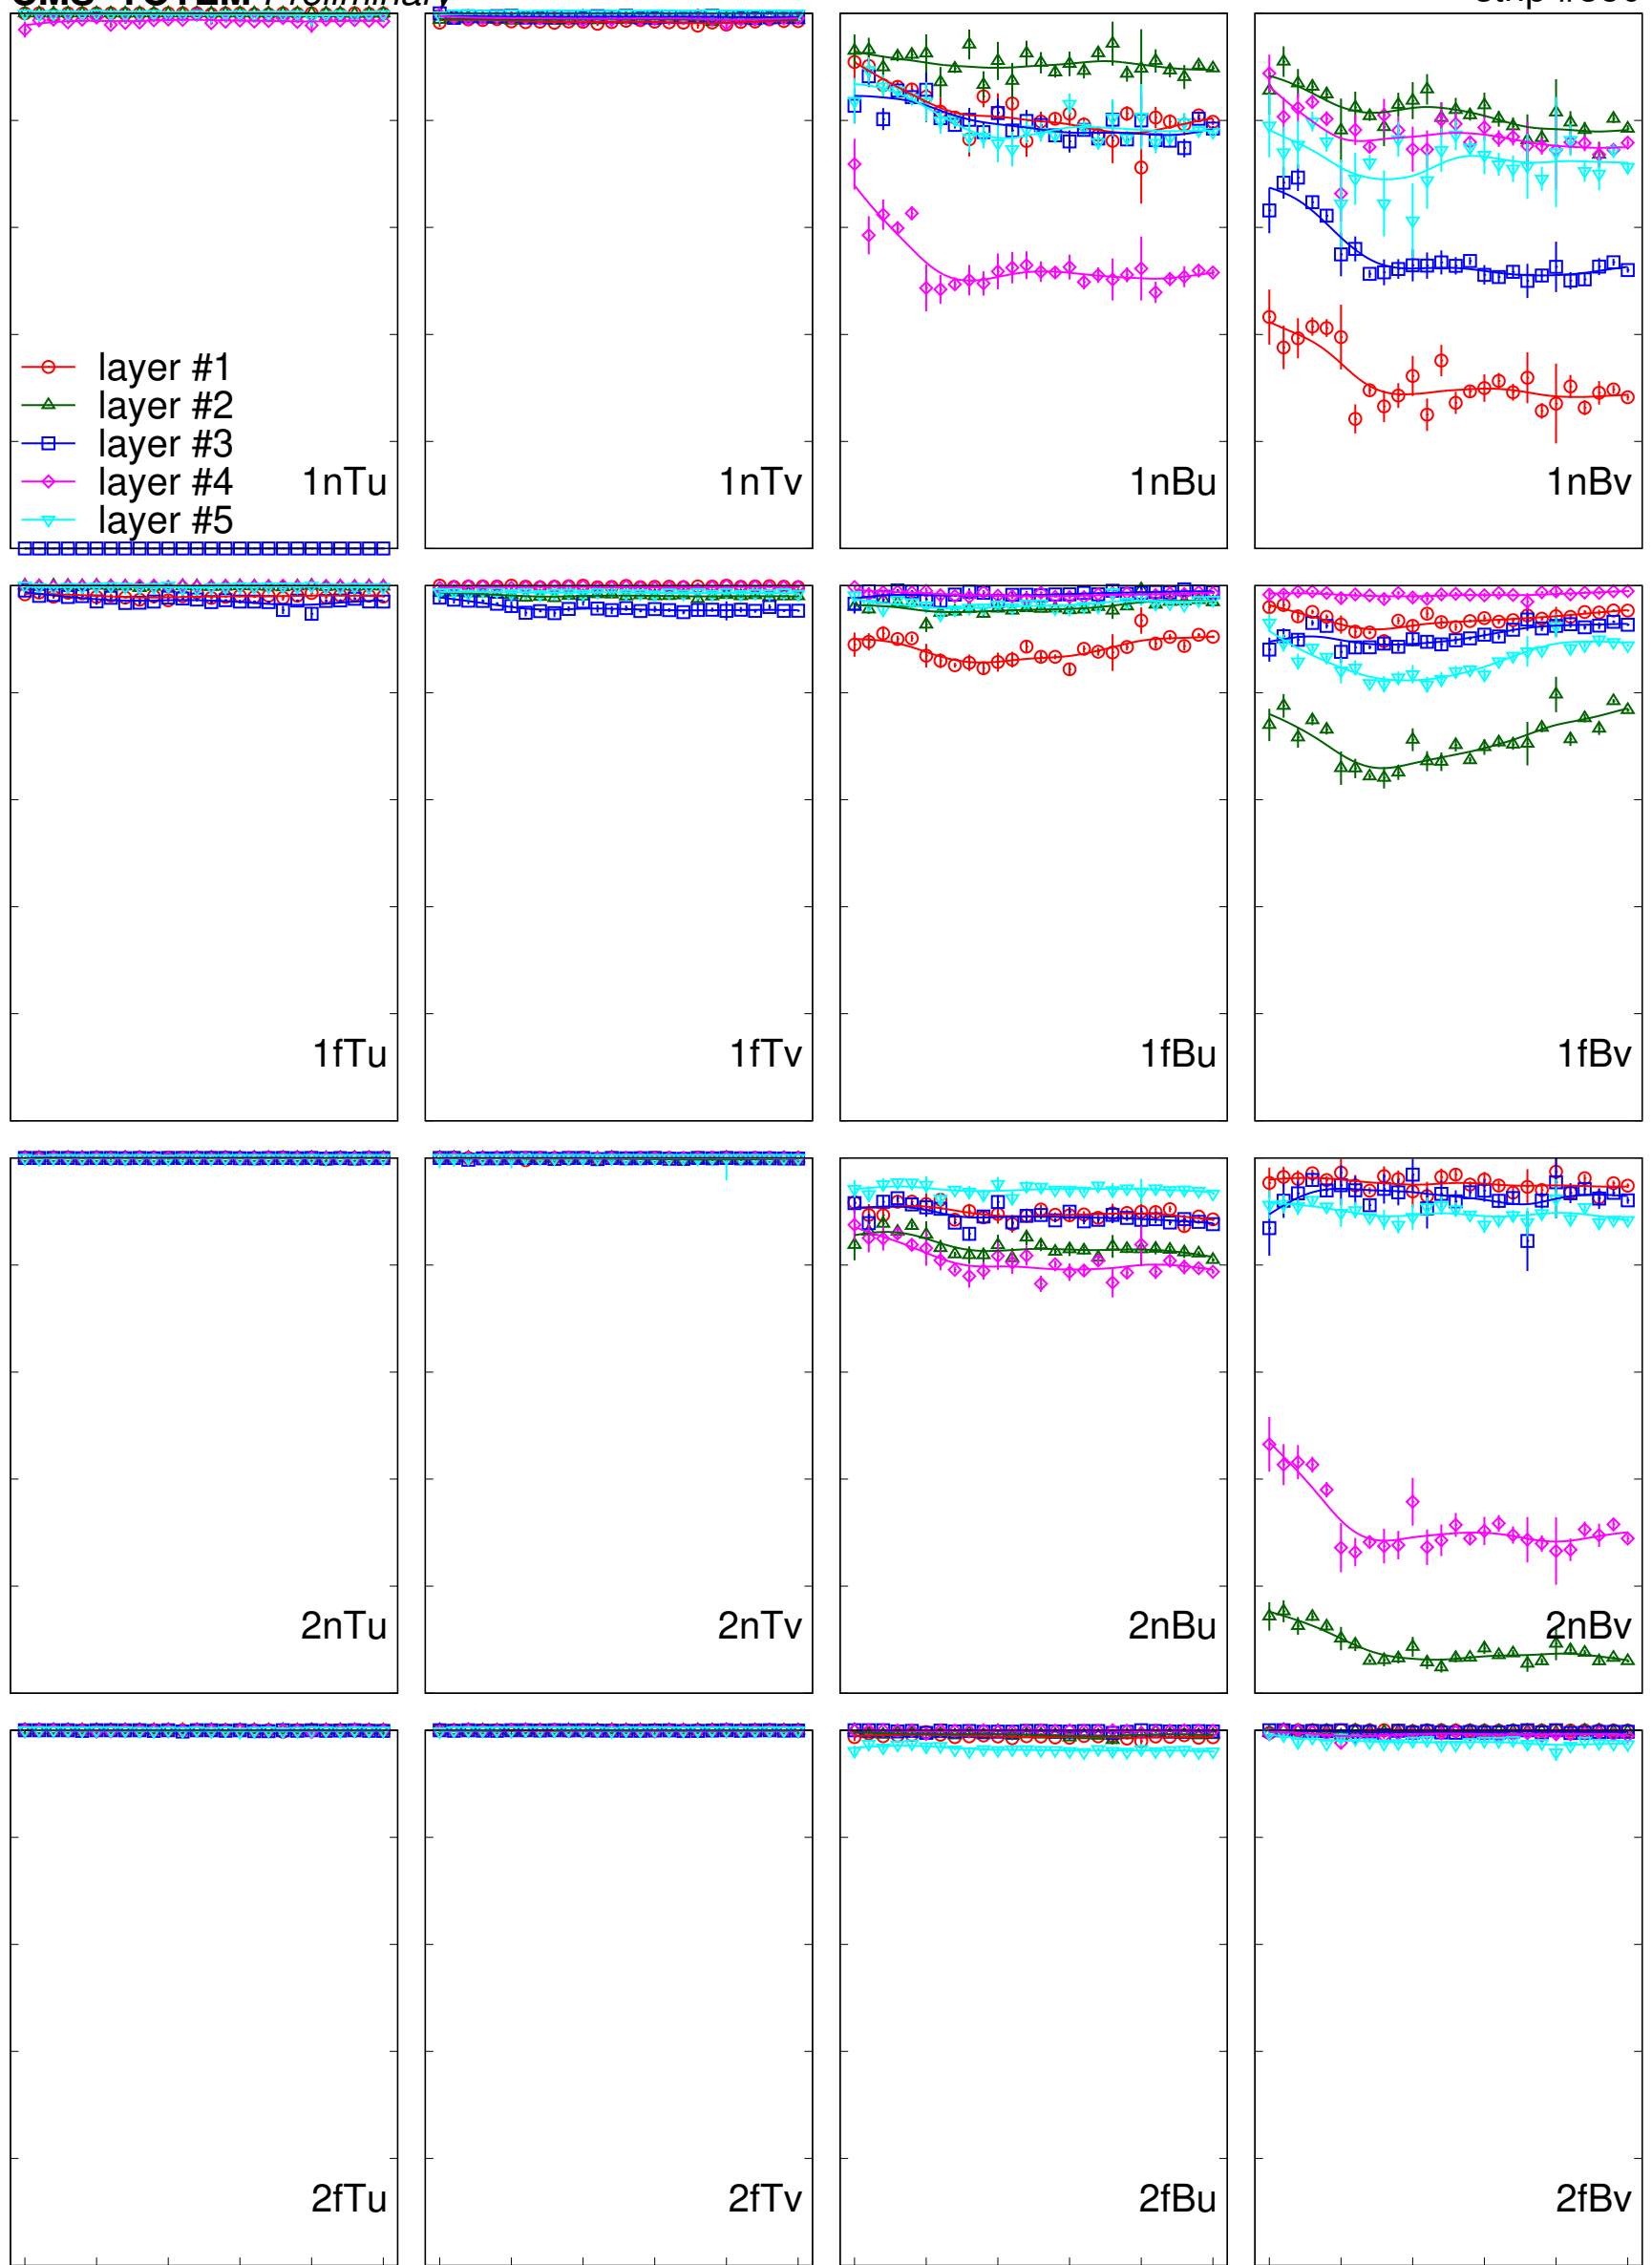 Preliminary
layer #1
layer #2
layer #3
layer #4
layer #5
1nTu
1nTv
1nBu
1nBv
1fTu
1fTv
1fBu
1fBv
2nTu
2nTv
2nBu
2nBv
2fTu
2fTv
2fBu
2fBv